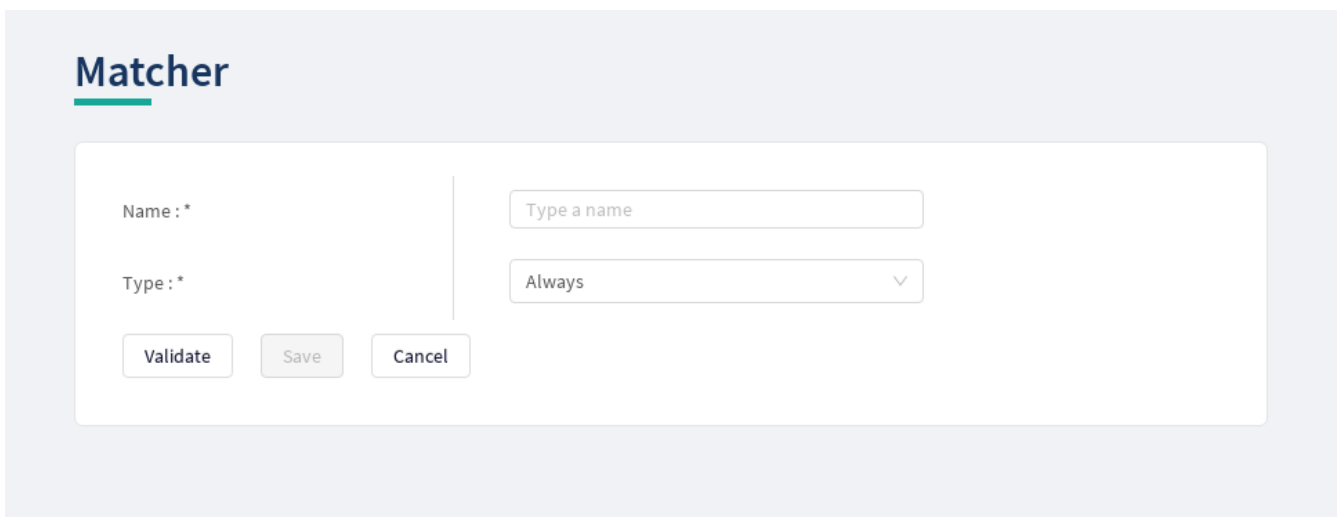 Matcher
Name : *
Type a name
Type : *
Always
Validate
Save
Cancel